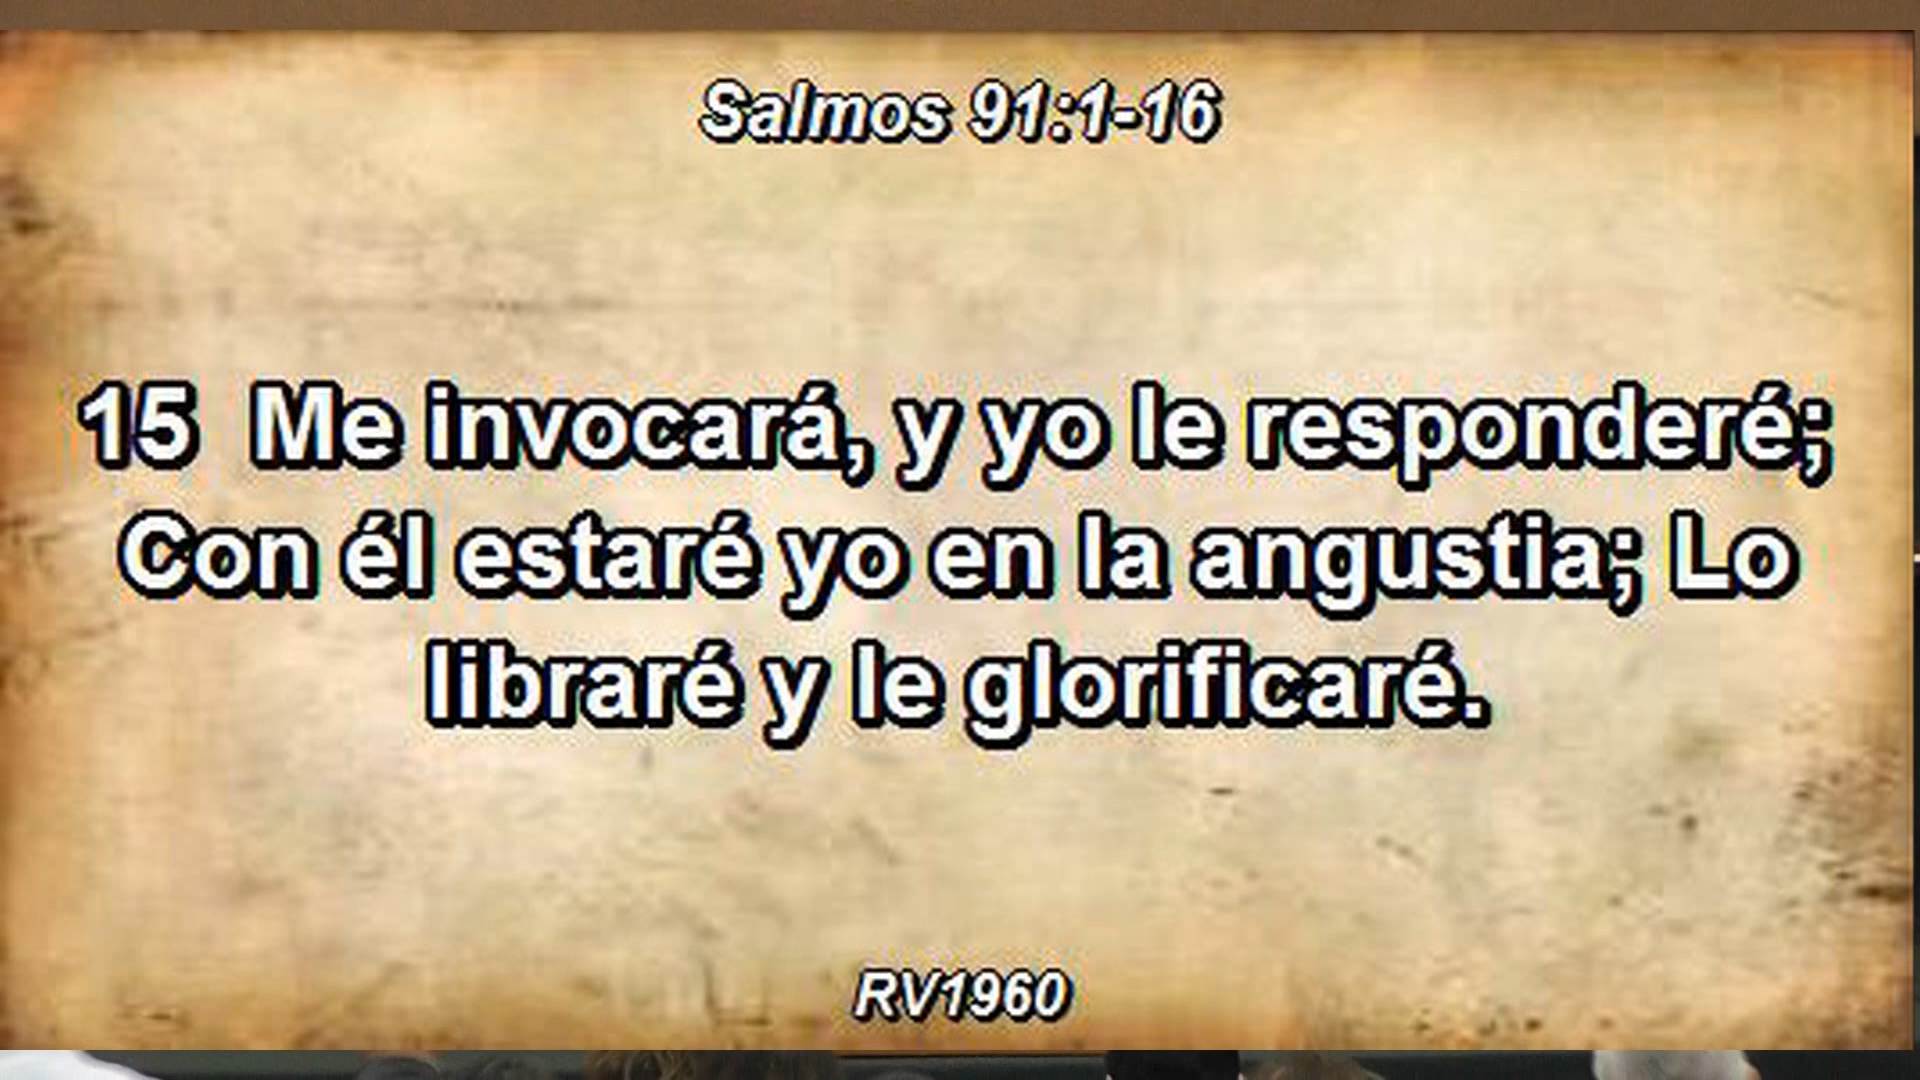 Salmos 91:1-16
15 Me invocará, y yo le responderé;
Con él estaré yo en la angustia; Lo
libraré y le glorificaré.
RV1960